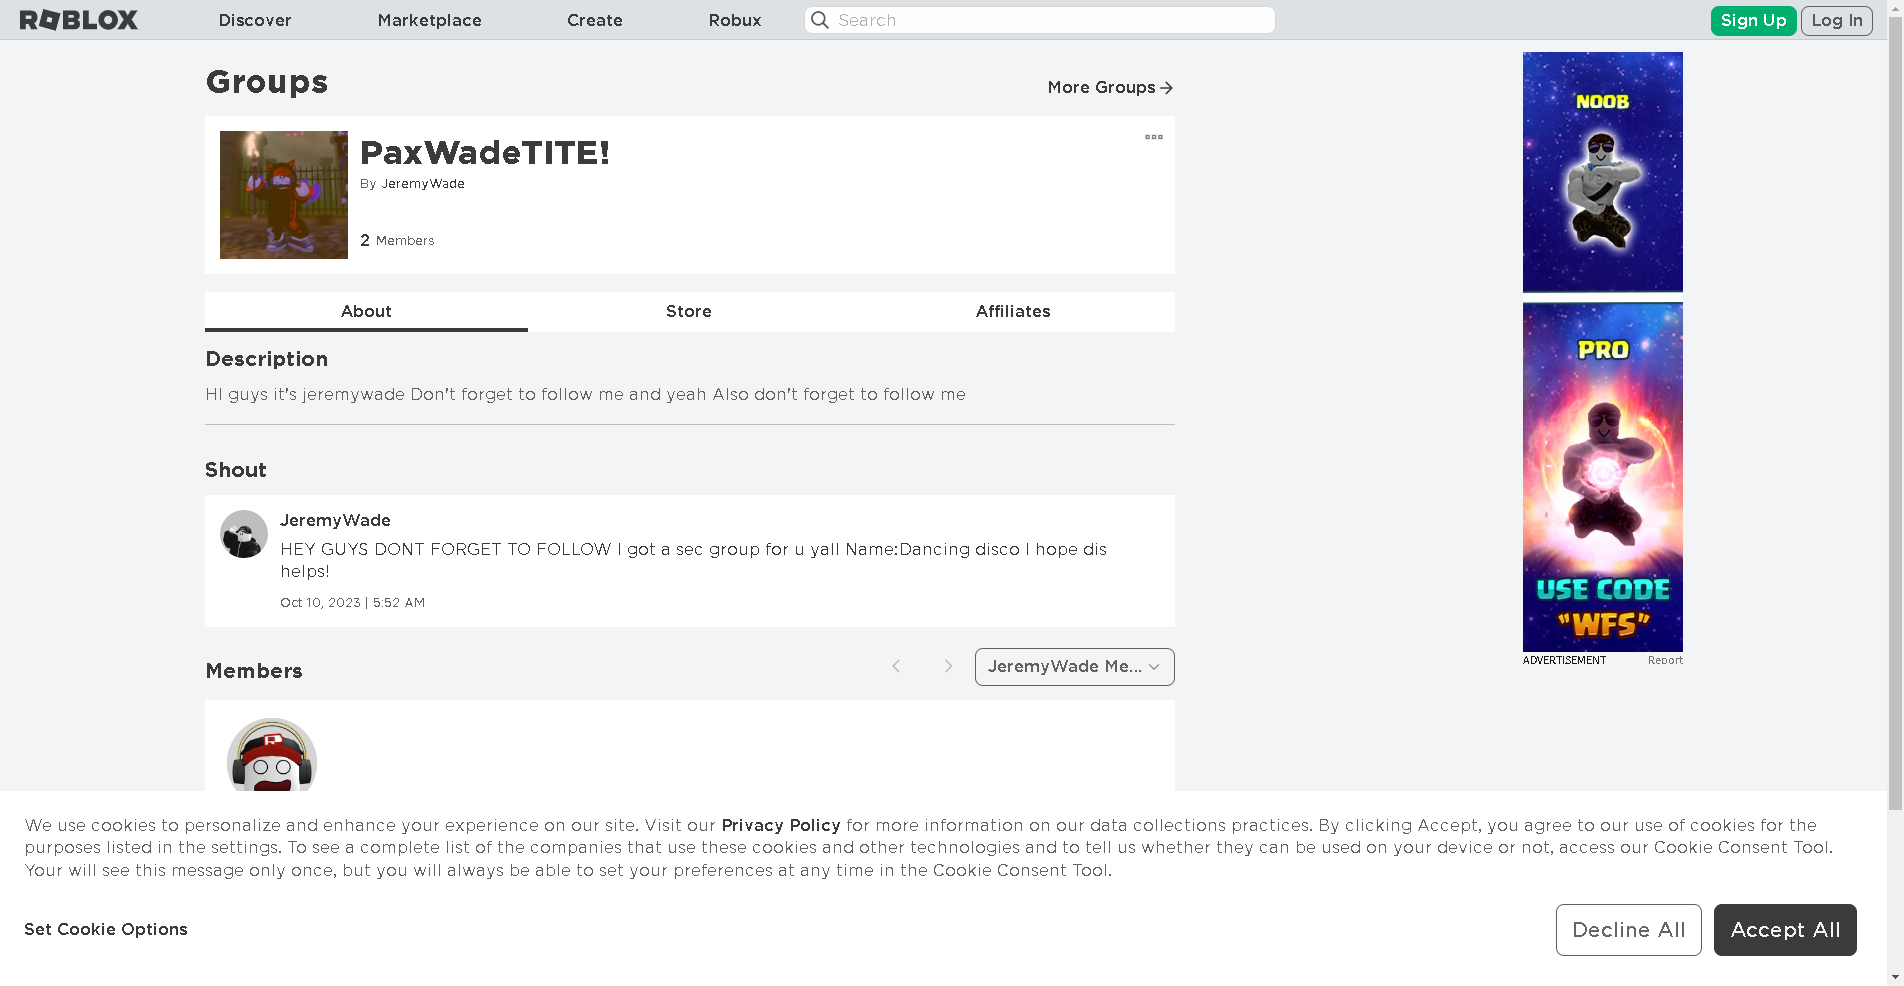 ROBLOX
Discover
Marketplace
Create
Robux
Search
Sign Up
Log In
Groups
More Groups
PaxWadeTITE!
By JeremyWade
2 Members
About
Store
Affiliates
Description
HI guys it's jeremywade Don't forget to follow me and yeah Also don't forget to follow me
Shout
JeremyWade
HEY GUYS DONT FORGET TO FOLLOW I got a sec group for u yall Name:Dancing disco I hope dis
helps!
Oct 10, 2023 | 5:52 AM
Members
JeremyWade Me...
NOOB
PRO
USE CODE
"WFS"
ADVERTISEMENT
Report
We use cookies to personalize and enhance your experience on our site. Visit our Privacy Policy for more information on our data collections practices. By clicking Accept, you agree to our use of cookies for the
purposes listed in the settings. To see a complete list of the companies that use these cookies and other technologies and to tell us whether they can be used on your device or not, access our Cookie Consent Tool.
Your will see this message only once, but you will always be able to set your preferences at any time in the Cookie Consent Tool.
Set Cookie Options
Decline All
Accept All